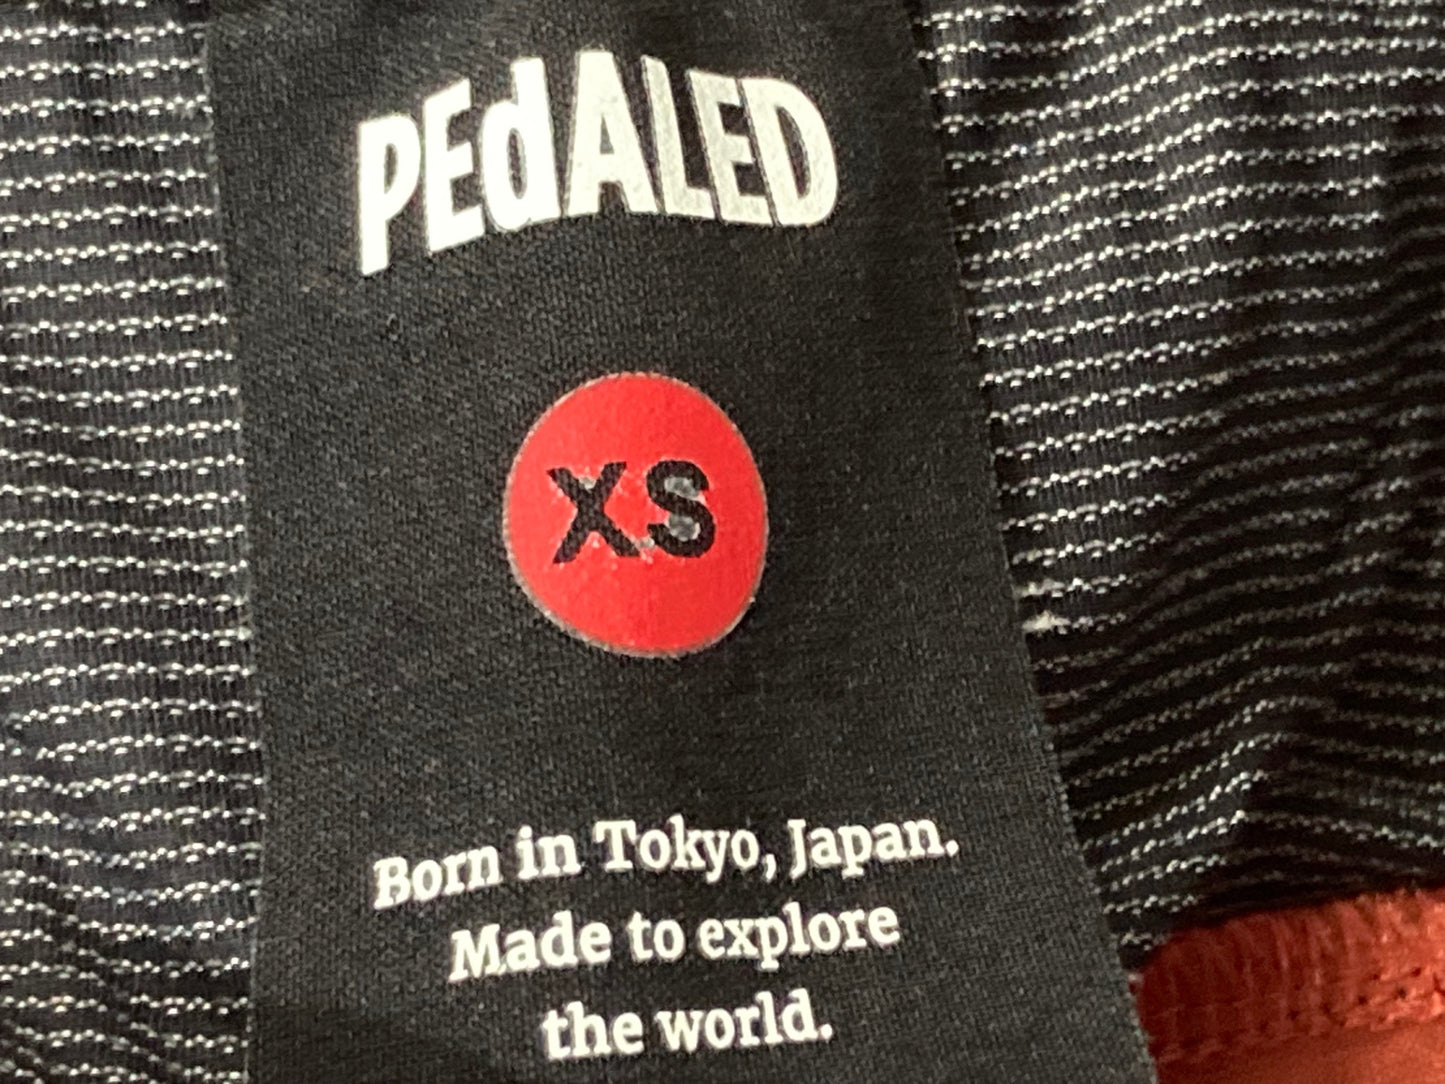 PEdALED
XS
Born in Tokyo, Japan.
Made to explore
the world.